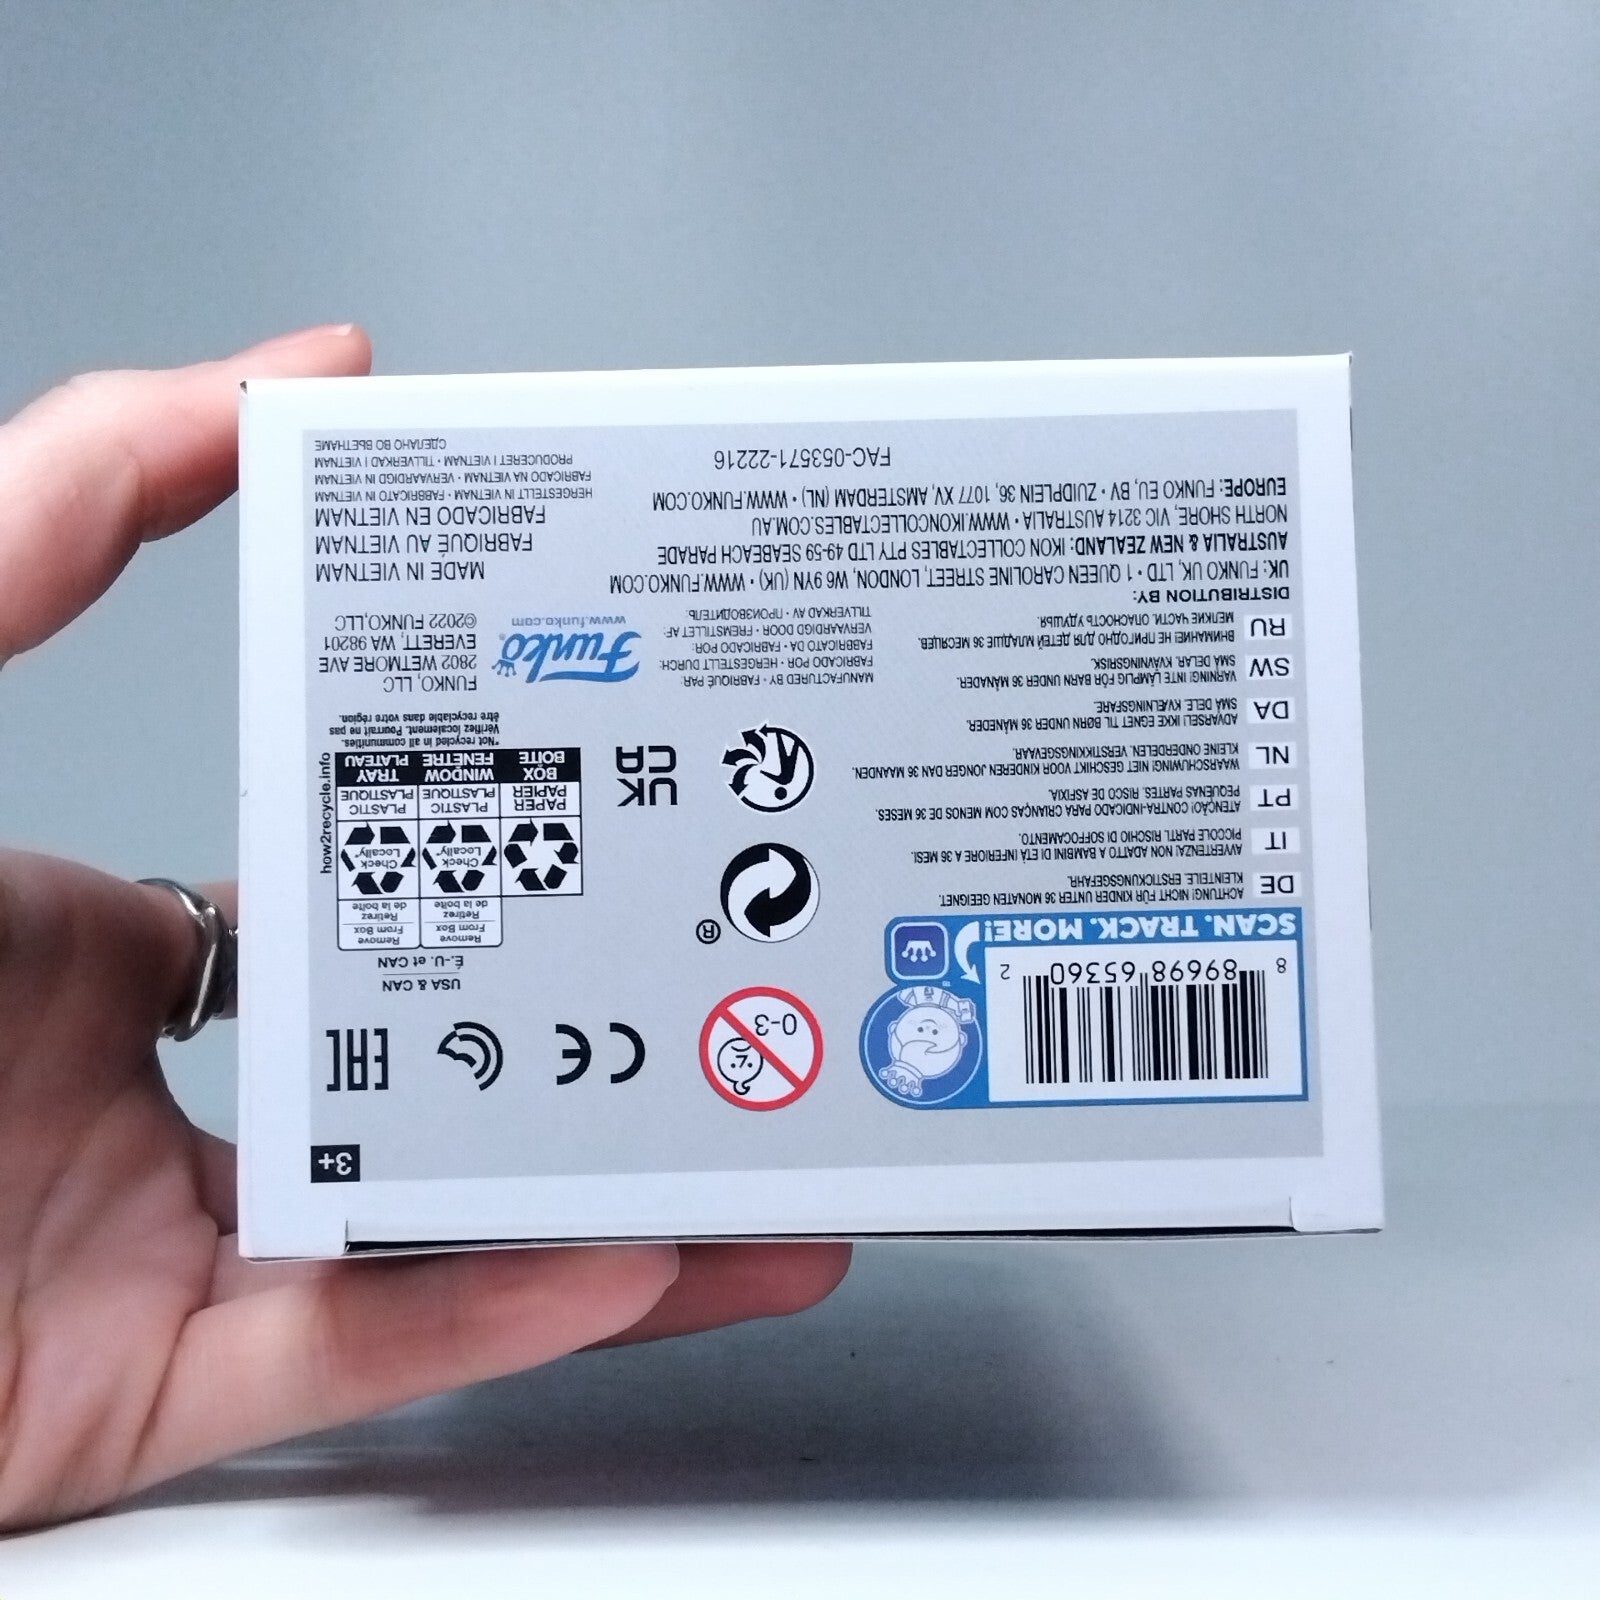 3+
SCAN. TRACK. MORE!
8 89698 65360 2
TM
0-3
CE
EAC
DE
ACHTUNG! NICHT FÜR KINDER UNTER 36 MONATEN GEEIGNET.
KLEINTEILE. ERSTICKUNGSGEFAHR.
IT
AVVERTENZA! NON ADATTO A BAMBINI DI ETÀ INFERIORE A 36 MESI.
PICCOLE PARTI. RISCHIO DI SOFFOCAMENTO.
PT
ATENÇÃO! CONTRA-INDICADO PARA CRIANÇAS COM MENOS DE 36 MESES.
PEQUENAS PARTES. RISCO DE ASFIXIA.
NL
WAARSCHUWING! NIET GESCHIKT VOOR KINDEREN JONGER DAN 36 MAANDEN.
KLEINE ONDERDELEN. VERSTIKKINGSGEVAAR.
DA
ADVARSEL! IKKE EGNET TIL BØRN UNDER 36 MÅNEDER.
SMÅ DELE. KVÆLNINGSFARE.
SW
VARNING! INTE LÄMPLIG FÖR BARN UNDER 36 MÅNADER.
SMÅ DELAR. KVÄVNINGSRISK.
RU
ВНИМАНИЕ! НЕ ПРИГОДНО ДЛЯ ДЕТЕЙ МЛАДШЕ 36 МЕСЯЦЕВ.
МЕЛКИЕ ЧАСТИ. ОПАСНОСТЬ УДУШЬЯ.
®
UK
CA
USA & CAN
É.-U. et CAN
Remove From Box
Retirez de la boîte
Remove From Box
Retirez de la boîte
Check Locally*
Check Locally*
PAPER
PAPIER
BOX
BOÎTE
PLASTIC
PLASTIQUE
WINDOW
FENÊTRE
PLASTIC
PLASTIQUE
TRAY
PLATEAU
how2recycle.info
*Not recycled in all communities.
Vérifiez localement. Pourrait ne pas
être recyclable dans votre région.
MANUFACTURED BY • FABRIQUÉ PAR:
FABRICADO POR • HERGESTELLT DURCH:
FABRICATO DA • FABRICADO POR:
VERVAARDIGD DOOR • FREMSTILLET AF:
TILLVERKAD AV • ПРОИЗВОДИТЕЛЬ:
Funko®
www.funko.com
FUNKO, LLC
2802 WETMORE AVE
EVERETT, WA 98201
©2022 FUNKO,LLC
DISTRIBUTION BY:
UK: FUNKO UK, LTD • 1 QUEEN CAROLINE STREET, LONDON, W6 9YN (UK) • WWW.FUNKO.COM
AUSTRALIA & NEW ZEALAND: IKON COLLECTABLES PTY LTD 49-59 SEABEACH PARADE
NORTH SHORE, VIC 3214 AUSTRALIA • WWW.IKONCOLLECTABLES.COM.AU
EUROPE: FUNKO EU, BV • ZUIDPLEIN 36, 1077 XV, AMSTERDAM (NL) • WWW.FUNKO.COM
FAC-053571-22216
MADE IN VIETNAM
FABRIQUÉ AU VIETNAM
FABRICADO EN VIETNAM
HERGESTELLT IN VIETNAM • FABBRICATO IN VIETNAM
FABRICADO NA VIETNAM • VERVAARDIGD IN VIETNAM
PRODUCERET I VIETNAM • TILLVERKAD I VIETNAM
СДЕЛАНО ВО ВЬЕТНАМЕ